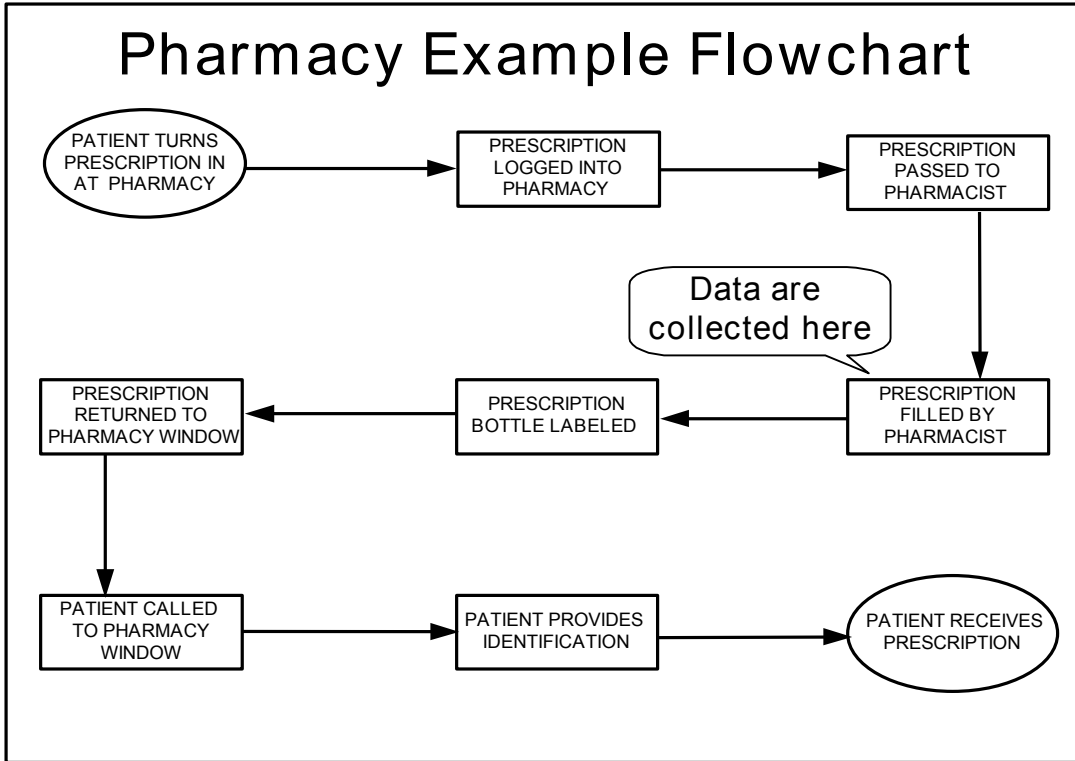 Pharmacy Example Flowchart
PATIENT TURNS
PRESCRIPTION IN
AT PHARMACY
PRESCRIPTION
LOGGED INTO
PHARMACY
PRESCRIPTION
PASSED TO
PHARMACIST
Data are
collected here
PRESCRIPTION
FILLED BY
PHARMACIST
PRESCRIPTION
BOTTLE LABELED
PRESCRIPTION
RETURNED TO
PHARMACY WINDOW
PATIENT CALLED
TO PHARMACY
WINDOW
PATIENT PROVIDES
IDENTIFICATION
PATIENT RECEIVES
PRESCRIPTION